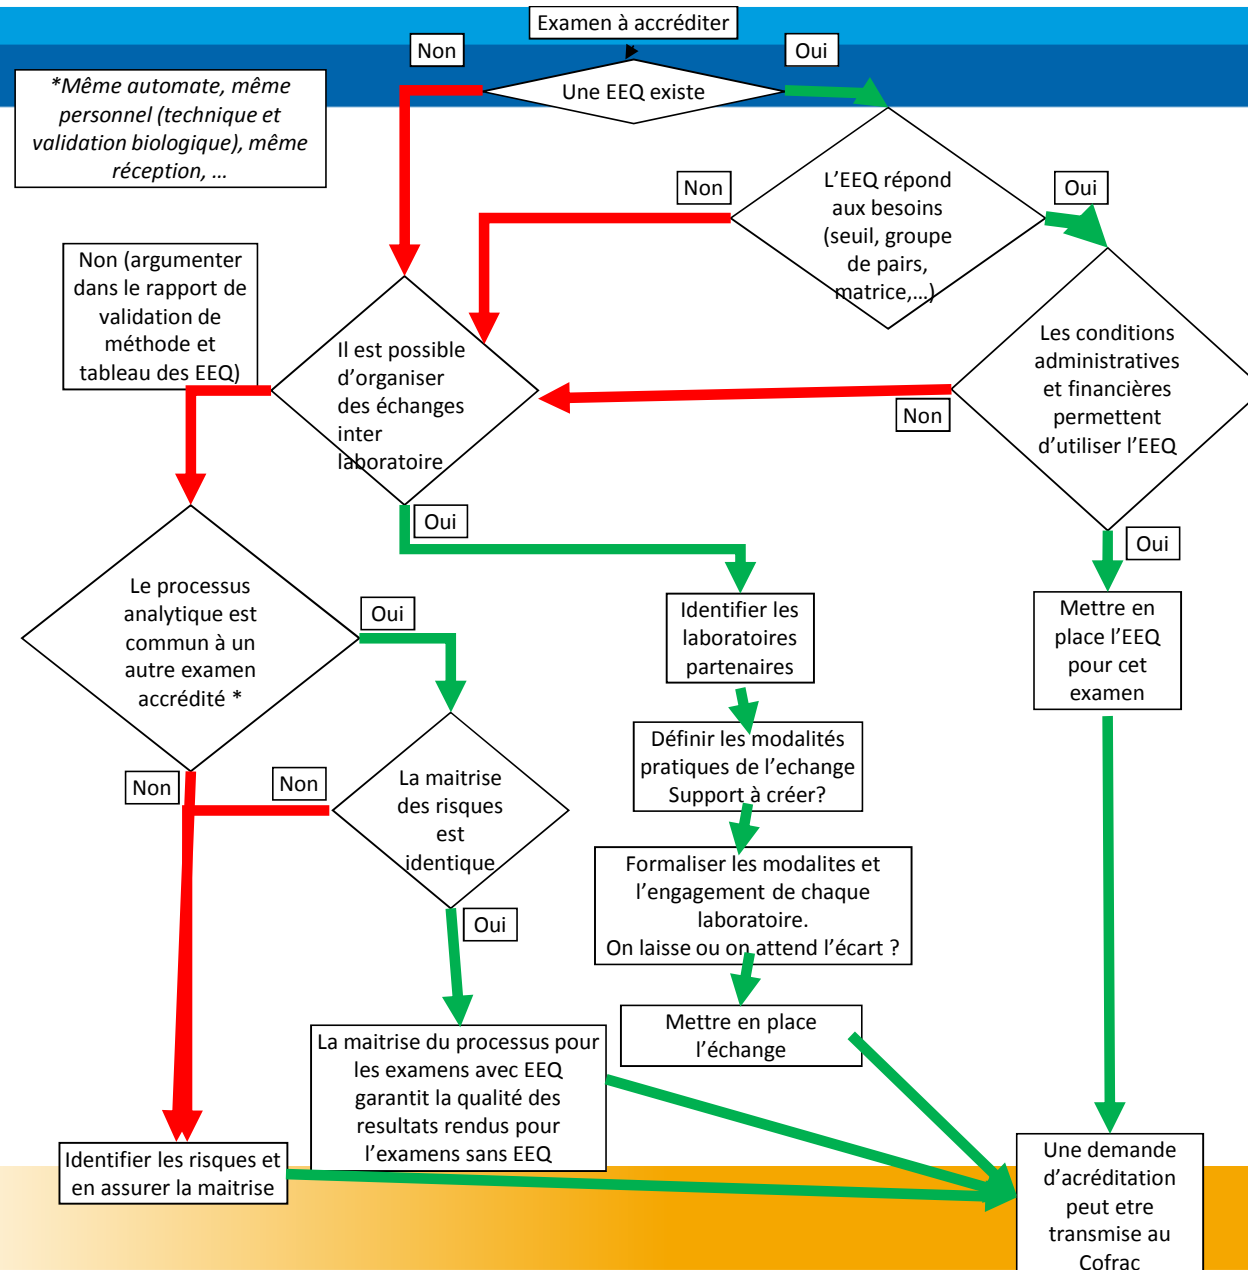 Examen à accréditer
Non
Oui
Une EEQ existe
*Même automate, même
personnel (technique et
validation biologique), même
réception, …
Non
L’EEQ répond
aux besoins
(seuil, groupe
de pairs,
matrice,…)
Oui
Non (argumenter
dans le rapport de
validation de
méthode et
tableau des EEQ)
Il est possible
d’organiser
des échanges
inter
laboratoire
Les conditions
administratives
et financières
permettent
d’utiliser l’EEQ
Non
Oui
Oui
Le processus
analytique est
commun à un
autre examen
accrédité *
Oui
Identifier les
laboratoires
partenaires
Mettre en
place l’EEQ
pour cet
examen
Non
Non
La maitrise
des risques
est
identique
Définir les modalités
pratiques de l’echange
Support à créer?
Oui
Formaliser les modalites et
l’engagement de chaque
laboratoire.
On laisse ou on attend l’écart ?
Mettre en place
l’échange
La maitrise du processus pour
les examens avec EEQ
garantit la qualité des
resultats rendus pour
l’examens sans EEQ
Identifier les risques et
en assurer la maitrise
Une demande
d’acréditation
peut etre
transmise au
Cofrac